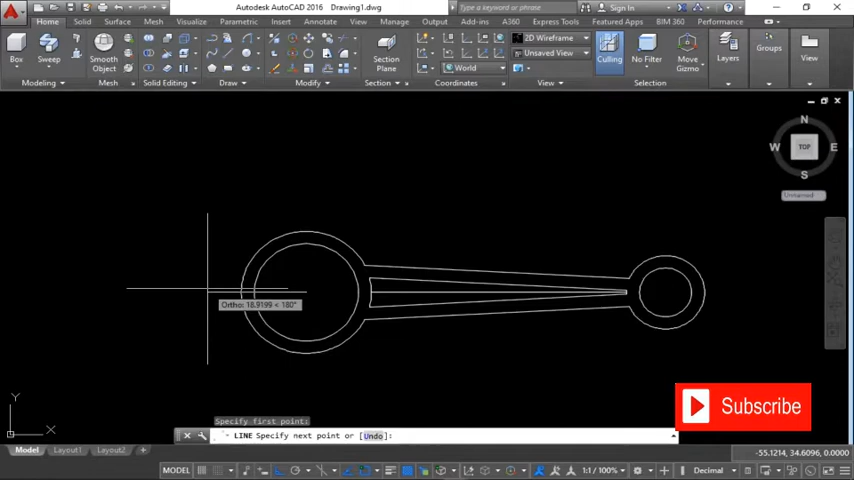 Autodesk AutoCAD 2016 Drawing1.dwg
Type a keyword or phrase
Sign In
Home Solid Surface Mesh Visualize Parametric Insert Annotate View Manage Output Add-ins A360 Express Tools Featured Apps BIM 360 Performance
Box
Sweep
Smooth
Object
Section
Plane
World
2D Wireframe
Unsaved View
Culling
No Filter
Move
Gizmo
Layers
Groups
View
Modeling
Mesh
Solid Editing
Draw
Modify
Section
Coordinates
View
Selection
N
W
TOP
E
S
Unnamed
Ortho: 18.9199 < 180°
Subscribe
Y
X
Specify first point:
LINE Specify next point or [Undo]:
Model Layout1 Layout2 +
-55.1214, 34.6096, 0.0000
MODEL
1:1 / 100%
Decimal